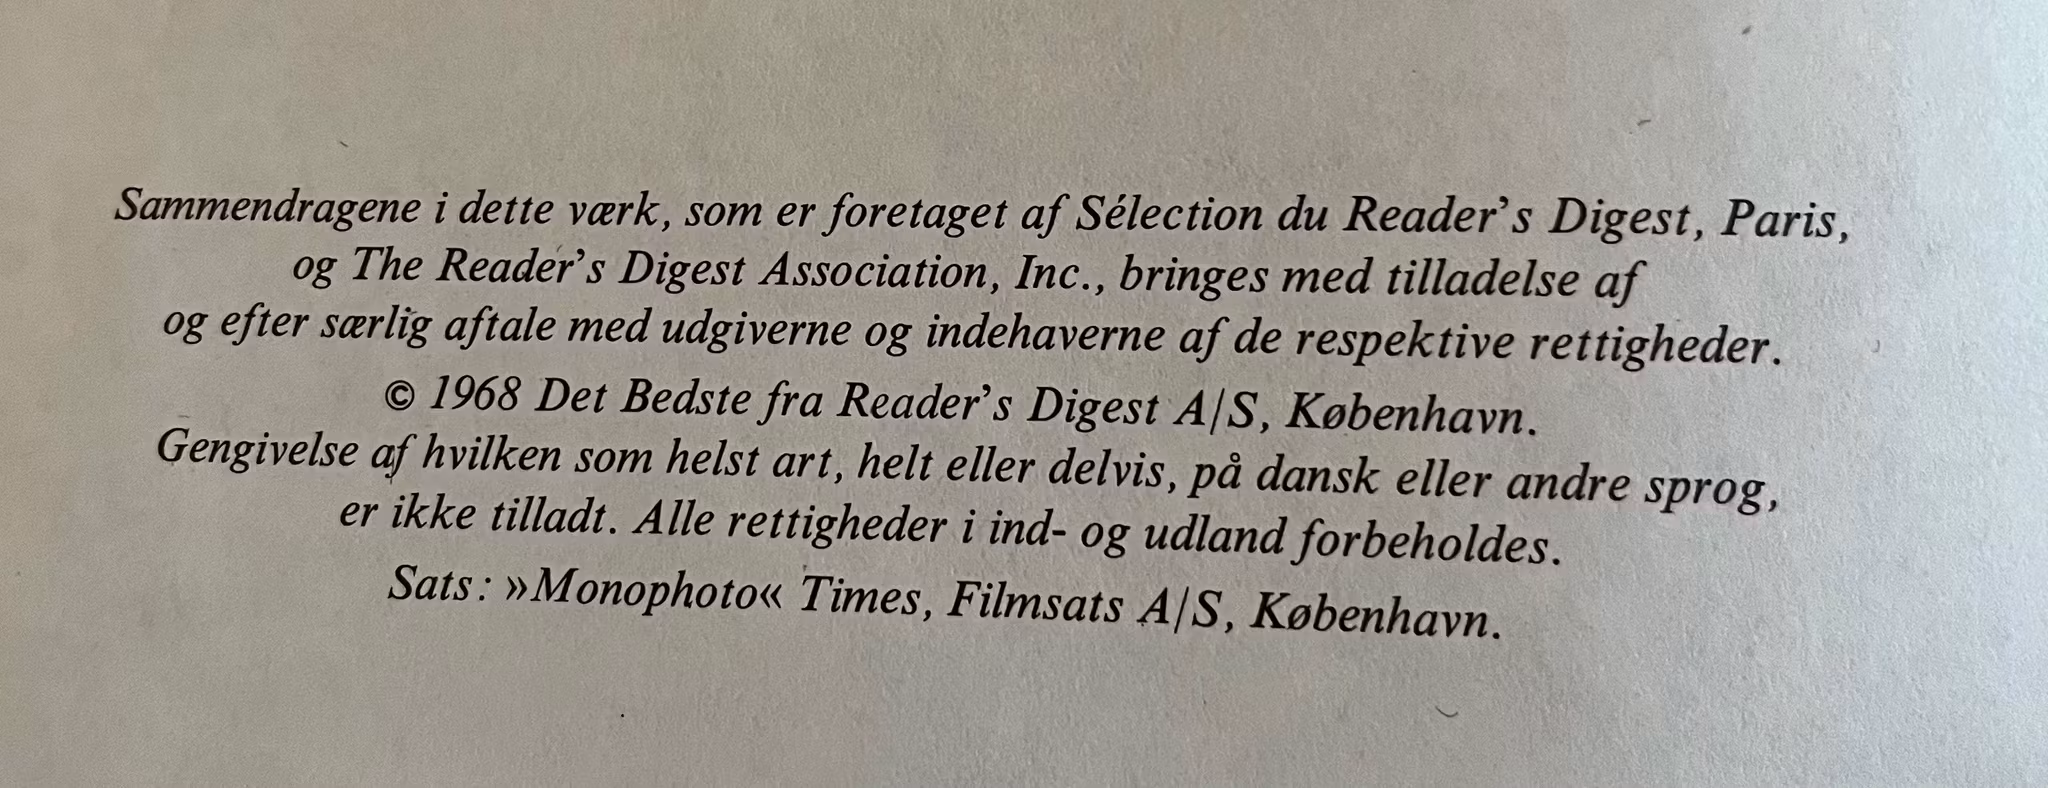 Sammendragene i dette værk, som er foretaget af Sélection du Reader's Digest, Paris,
og The Reader's Digest Association, Inc., bringes med tilladelse af
og efter særlig aftale med udgiverne og indehaverne af de respektive rettigheder.
© 1968 Det Bedste fra Reader's Digest A/S, København.
Gengivelse af hvilken som helst art, helt eller delvis, på dansk eller andre sprog,
er ikke tilladt. Alle rettigheder i ind- og udland forbeholdes.
Sats: »Monophoto« Times, Filmsats A/S, København.